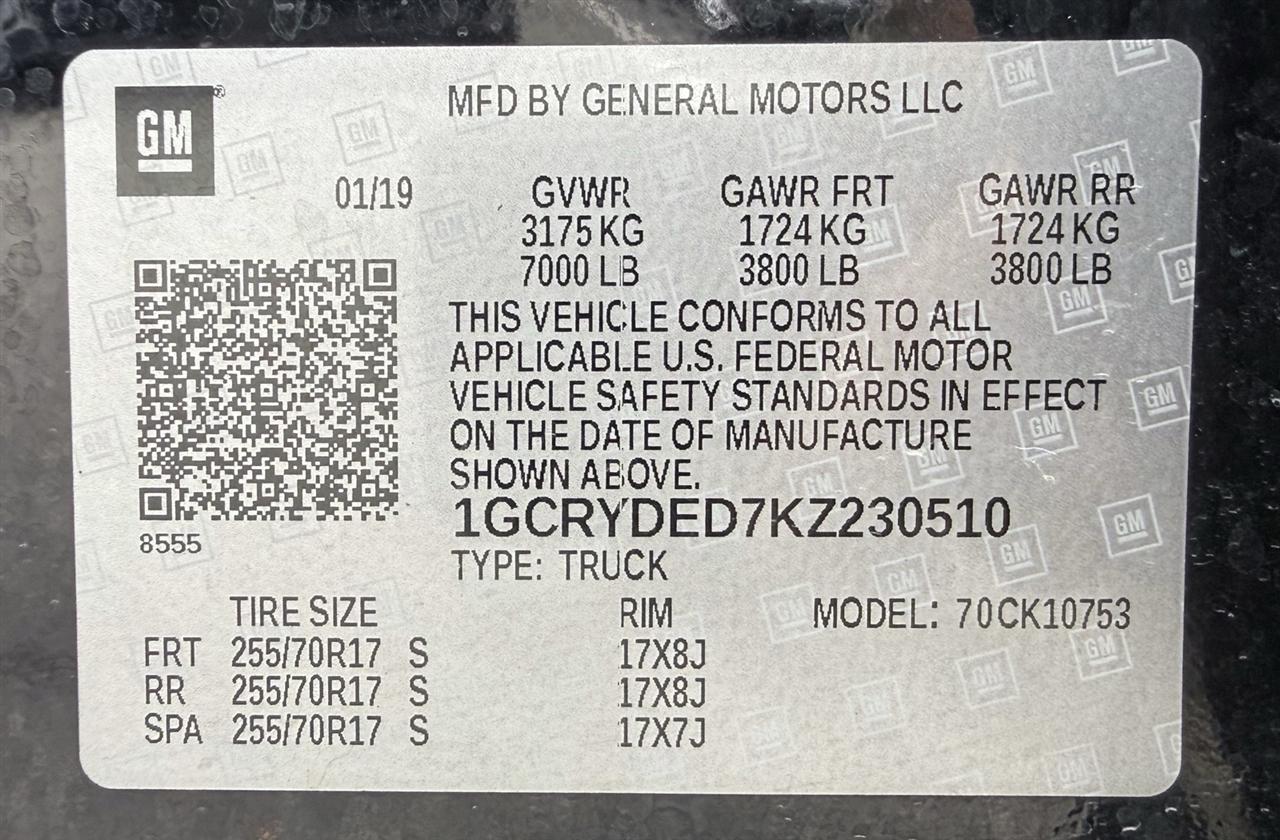 GM®
MFD BY GENERAL MOTORS LLC
01/19 GVWR GAWR FRT GAWR RR
3175 KG 1724 KG 1724 KG
7000 LB 3800 LB 3800 LB
THIS VEHICLE CONFORMS TO ALL
APPLICABLE U.S. FEDERAL MOTOR
VEHICLE SAFETY STANDARDS IN EFFECT
ON THE DATE OF MANUFACTURE
SHOWN ABOVE.
1GCRYDED7KZ230510
8555
TYPE: TRUCK
TIRE SIZE RIM MODEL: 70CK10753
FRT 255/70R17 S 17X8J
RR 255/70R17 S 17X8J
SPA 255/70R17 S 17X7J